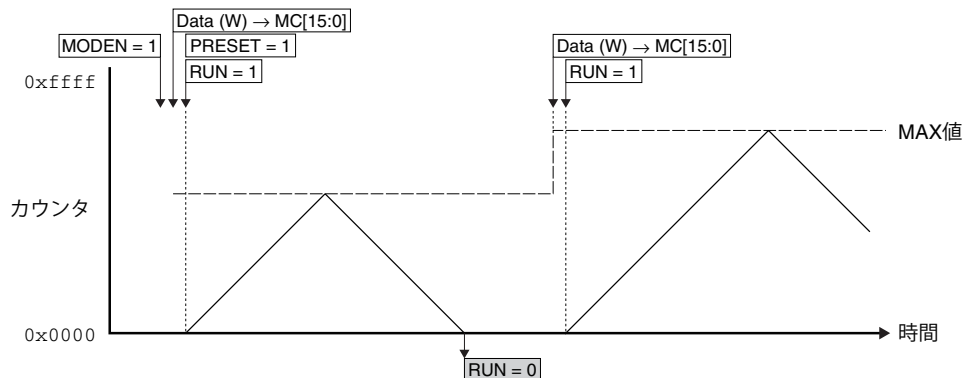 Data (W) → MC[15:0]
MODEN = 1
PRESET = 1
RUN = 1
Data (W) → MC[15:0]
RUN = 1
0xffff
MAX値
カウンタ
0x0000
時間
RUN = 0